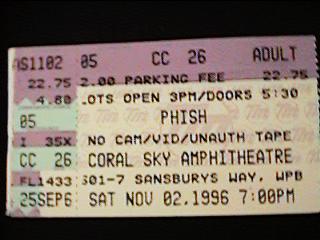 AS1102 05 CC 26 ADULT
22.75 2.00 PARKING FEE 22.75
4.80 LOTS OPEN 3PM/DOORS 5:30
05 PHISH
I 35X NO CAM/VID/UNAUTH TAPE
CC 26 CORAL SKY AMPHITHEATRE
FL1433 601-7 SANSBURYS WAY, WPB
25SEP6 SAT NOV 02,1996 7:00PM